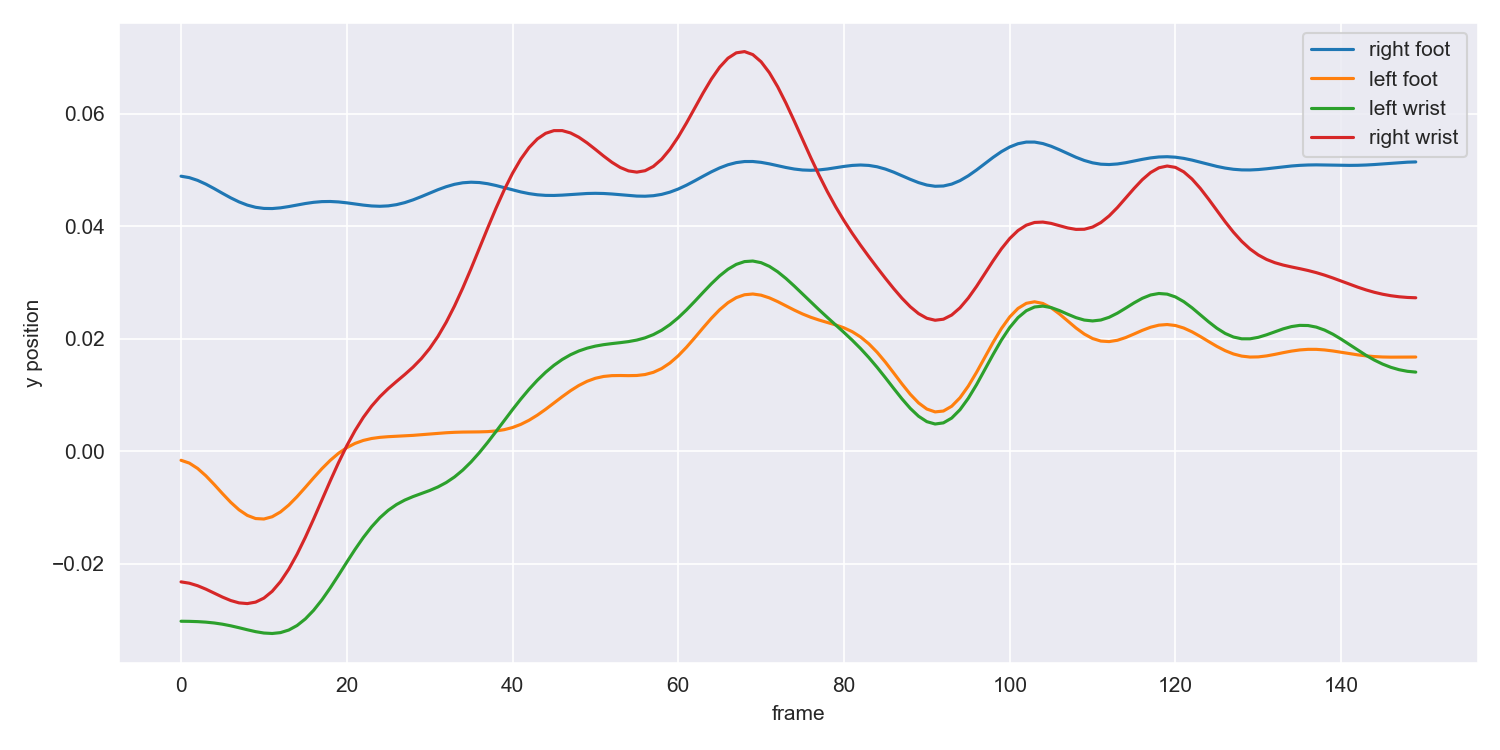 right foot
left foot
left wrist
right wrist
0.06
0.04
0.02
0.00
−0.02
y position
0 20 40 60 80 100 120 140
frame